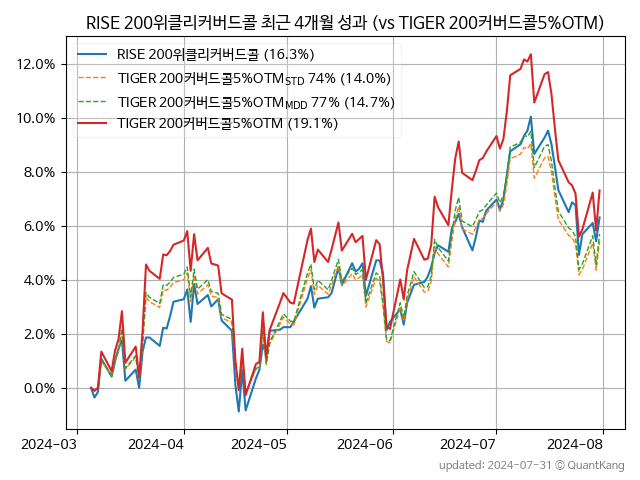 RISE 200위클리커버드콜 최근 4개월 성과 (vs TIGER 200커버드콜5%OTM)
RISE 200위클리커버드콜 (16.3%)
TIGER 200커버드콜5%OTM_STD 74% (14.0%)
TIGER 200커버드콜5%OTM_MDD 77% (14.7%)
TIGER 200커버드콜5%OTM (19.1%)
12.0%
10.0%
8.0%
6.0%
4.0%
2.0%
0.0%
2024-03 2024-04 2024-05 2024-06 2024-07 2024-08
updated: 2024-07-31 © QuantKang